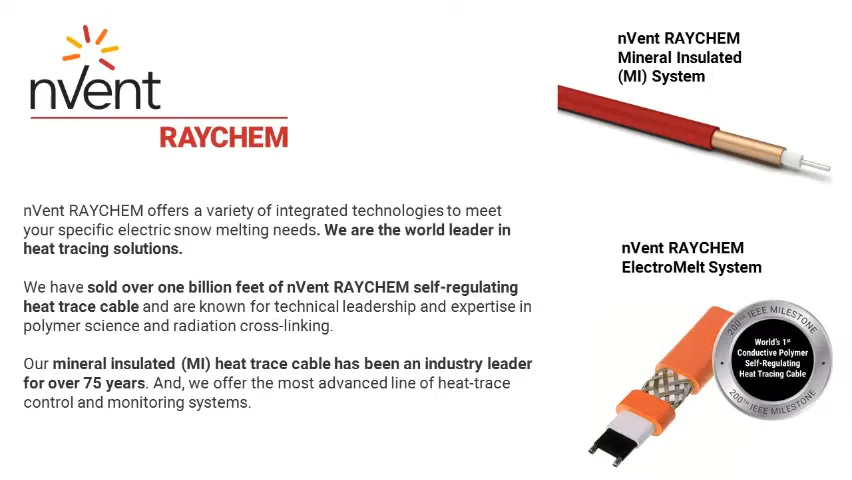 nVent
RAYCHEM
nVent RAYCHEM offers a variety of integrated technologies to meet
your specific electric snow melting needs. We are the world leader in
heat tracing solutions.
We have sold over one billion feet of nVent RAYCHEM self-regulating
heat trace cable and are known for technical leadership and expertise in
polymer science and radiation cross-linking.
Our mineral insulated (MI) heat trace cable has been an industry leader
for over 75 years. And, we offer the most advanced line of heat-trace
control and monitoring systems.
nVent RAYCHEM
Mineral Insulated
(MI) System
nVent RAYCHEM
ElectroMelt System
200TH IEEE MILESTONE
World's 1st
Conductive Polymer
Self-Regulating
Heat Tracing Cable
200TH IEEE MILESTONE